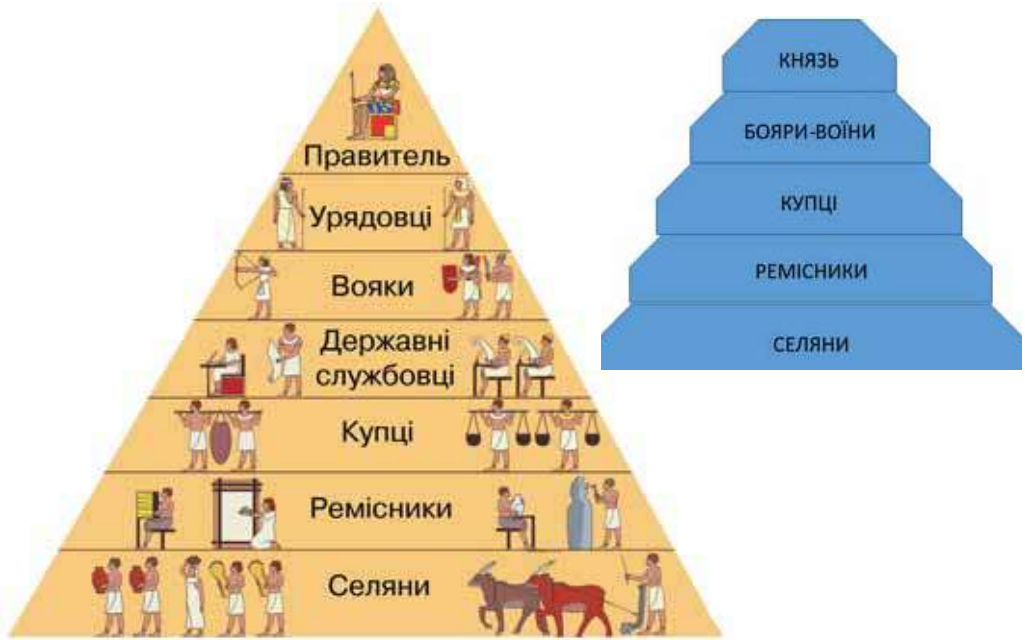 Правитель
Урядовці
Вояки
Державні
службовці
Купці
Ремісники
Селяни
КНЯЗЬ
БОЯРИ-ВОЇНИ
КУПЦІ
РЕМІСНИКИ
СЕЛЯНИ